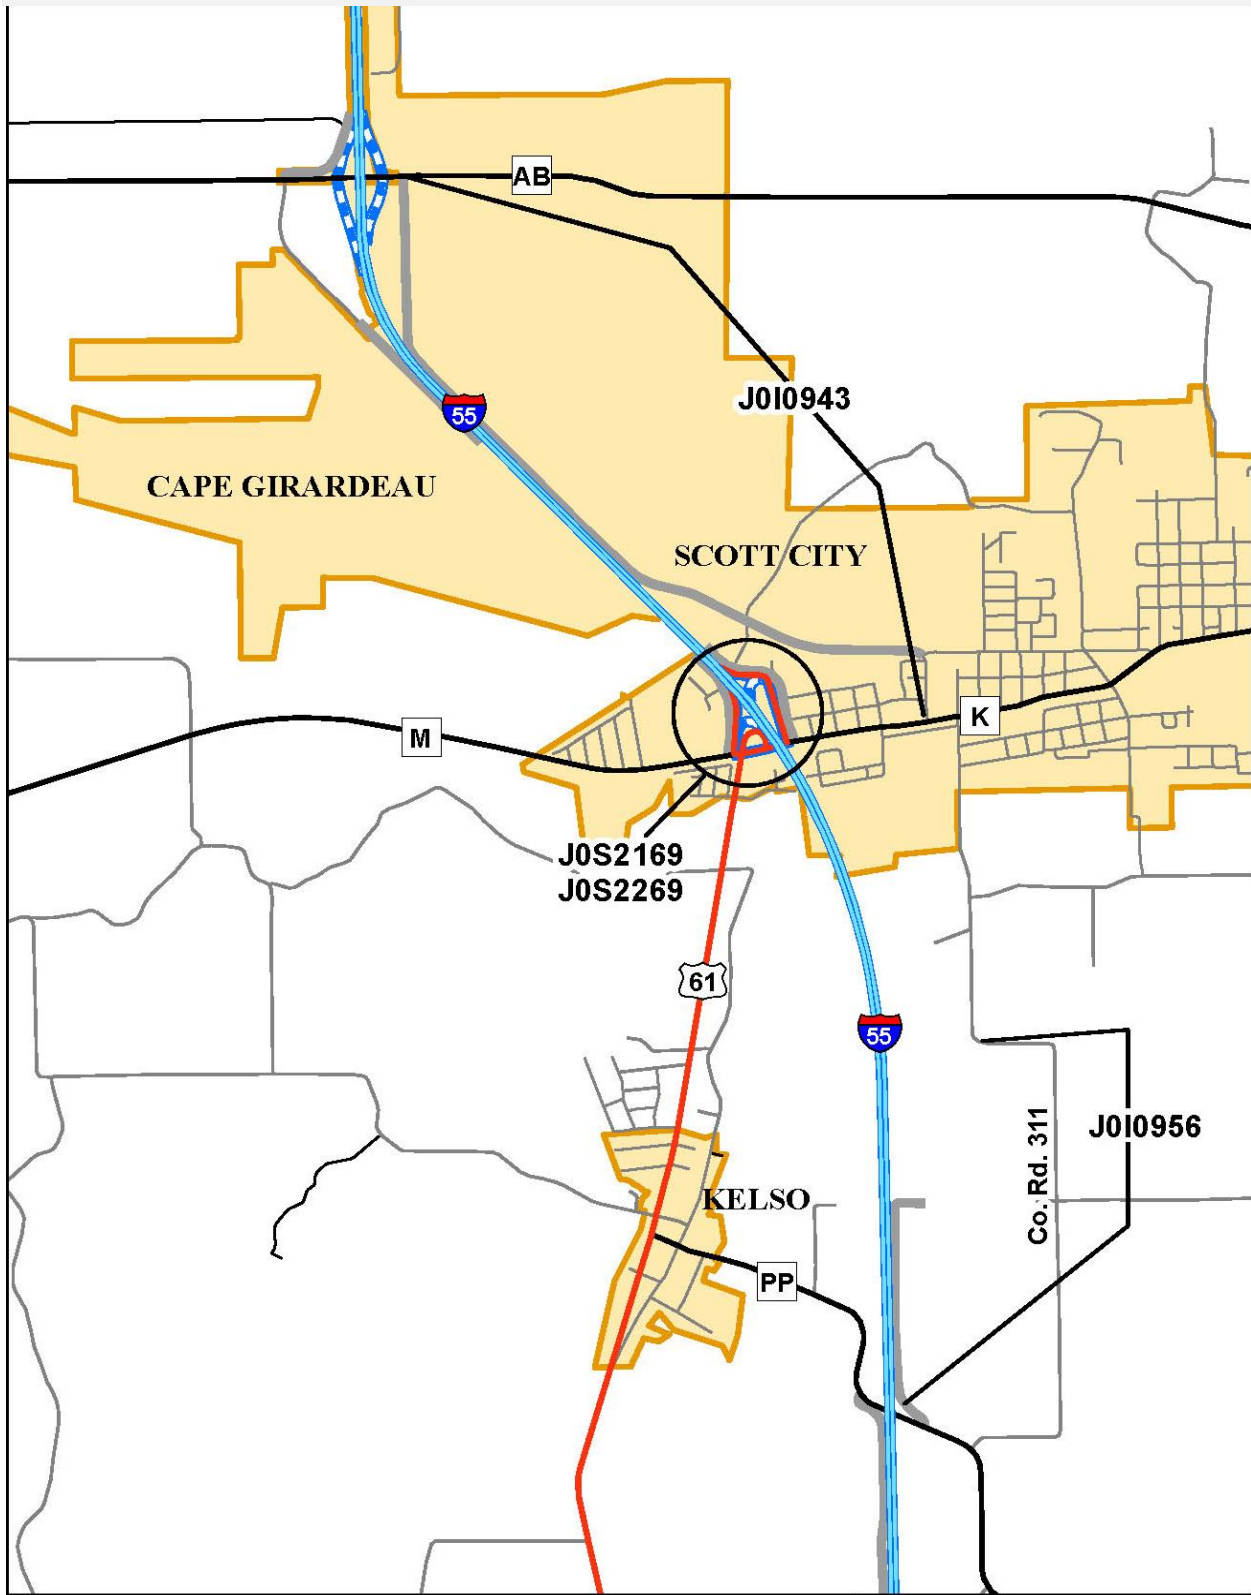 AB
J0I0943
55
CAPE GIRARDEAU
SCOTT CITY
K
M
J0S2169
J0S2269
61
55
Co. Rd. 311
J0I0956
KELSO
PP